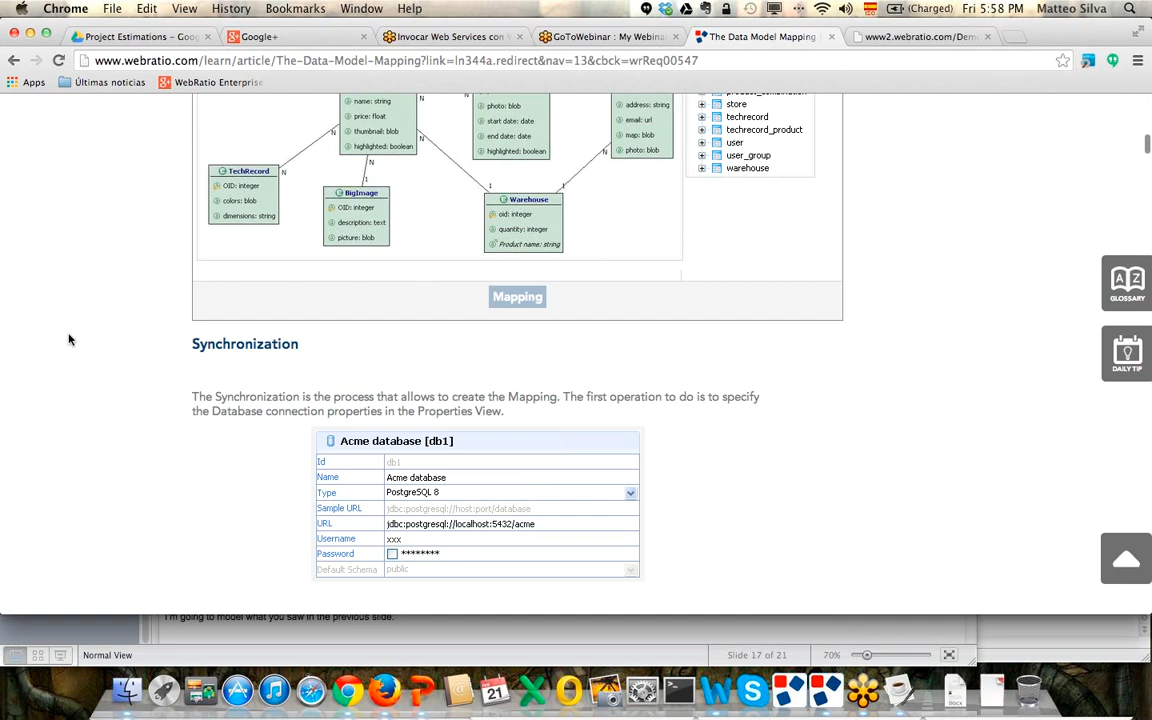 Chrome File Edit View History Bookmarks Window Help (Charged) Fri 5:58 PM Matteo Silva
Project Estimations - Goo
Google+
Invocar Web Services con V
GoToWebinar : My Webina
The Data Model Mapping
www2.webratio.com/Dem
www.webratio.com/learn/article/The-Data-Model-Mapping?link=ln344a.redirect&nav=13&cbck=wrReq00547
Apps Últimas noticias WebRatio Enterprise
name: string
price: float
thumbnail: blob
highlighted: boolean
photo: blob
start date: date
end date: date
highlighted: boolean
address: string
email: url
map: blob
photo: blob
N
N
N
N
N
N
1
1
1
TechRecord
OID: integer
colors: blob
dimensions: string
BigImage
OID: integer
description: text
picture: blob
Warehouse
oid: integer
quantity: integer
Product name: string
product_combination
store
techrecord
techrecord_product
user
user_group
warehouse
Mapping
GLOSSARY
DAILY TIP
Synchronization
The Synchronization is the process that allows to create the Mapping. The first operation to do is to specify
the Database connection properties in the Properties View.
Acme database [db1]
Id db1
Name Acme database
Type PostgreSQL 8
Sample URL jdbc:postgresql://host:port/database
URL jdbc:postgresql://localhost:5432/acme
Username xxx
Password ********
Default Schema public
I'm going to model what you saw in the previous slide.
Normal View Slide 17 of 21 70%
21
DOCX